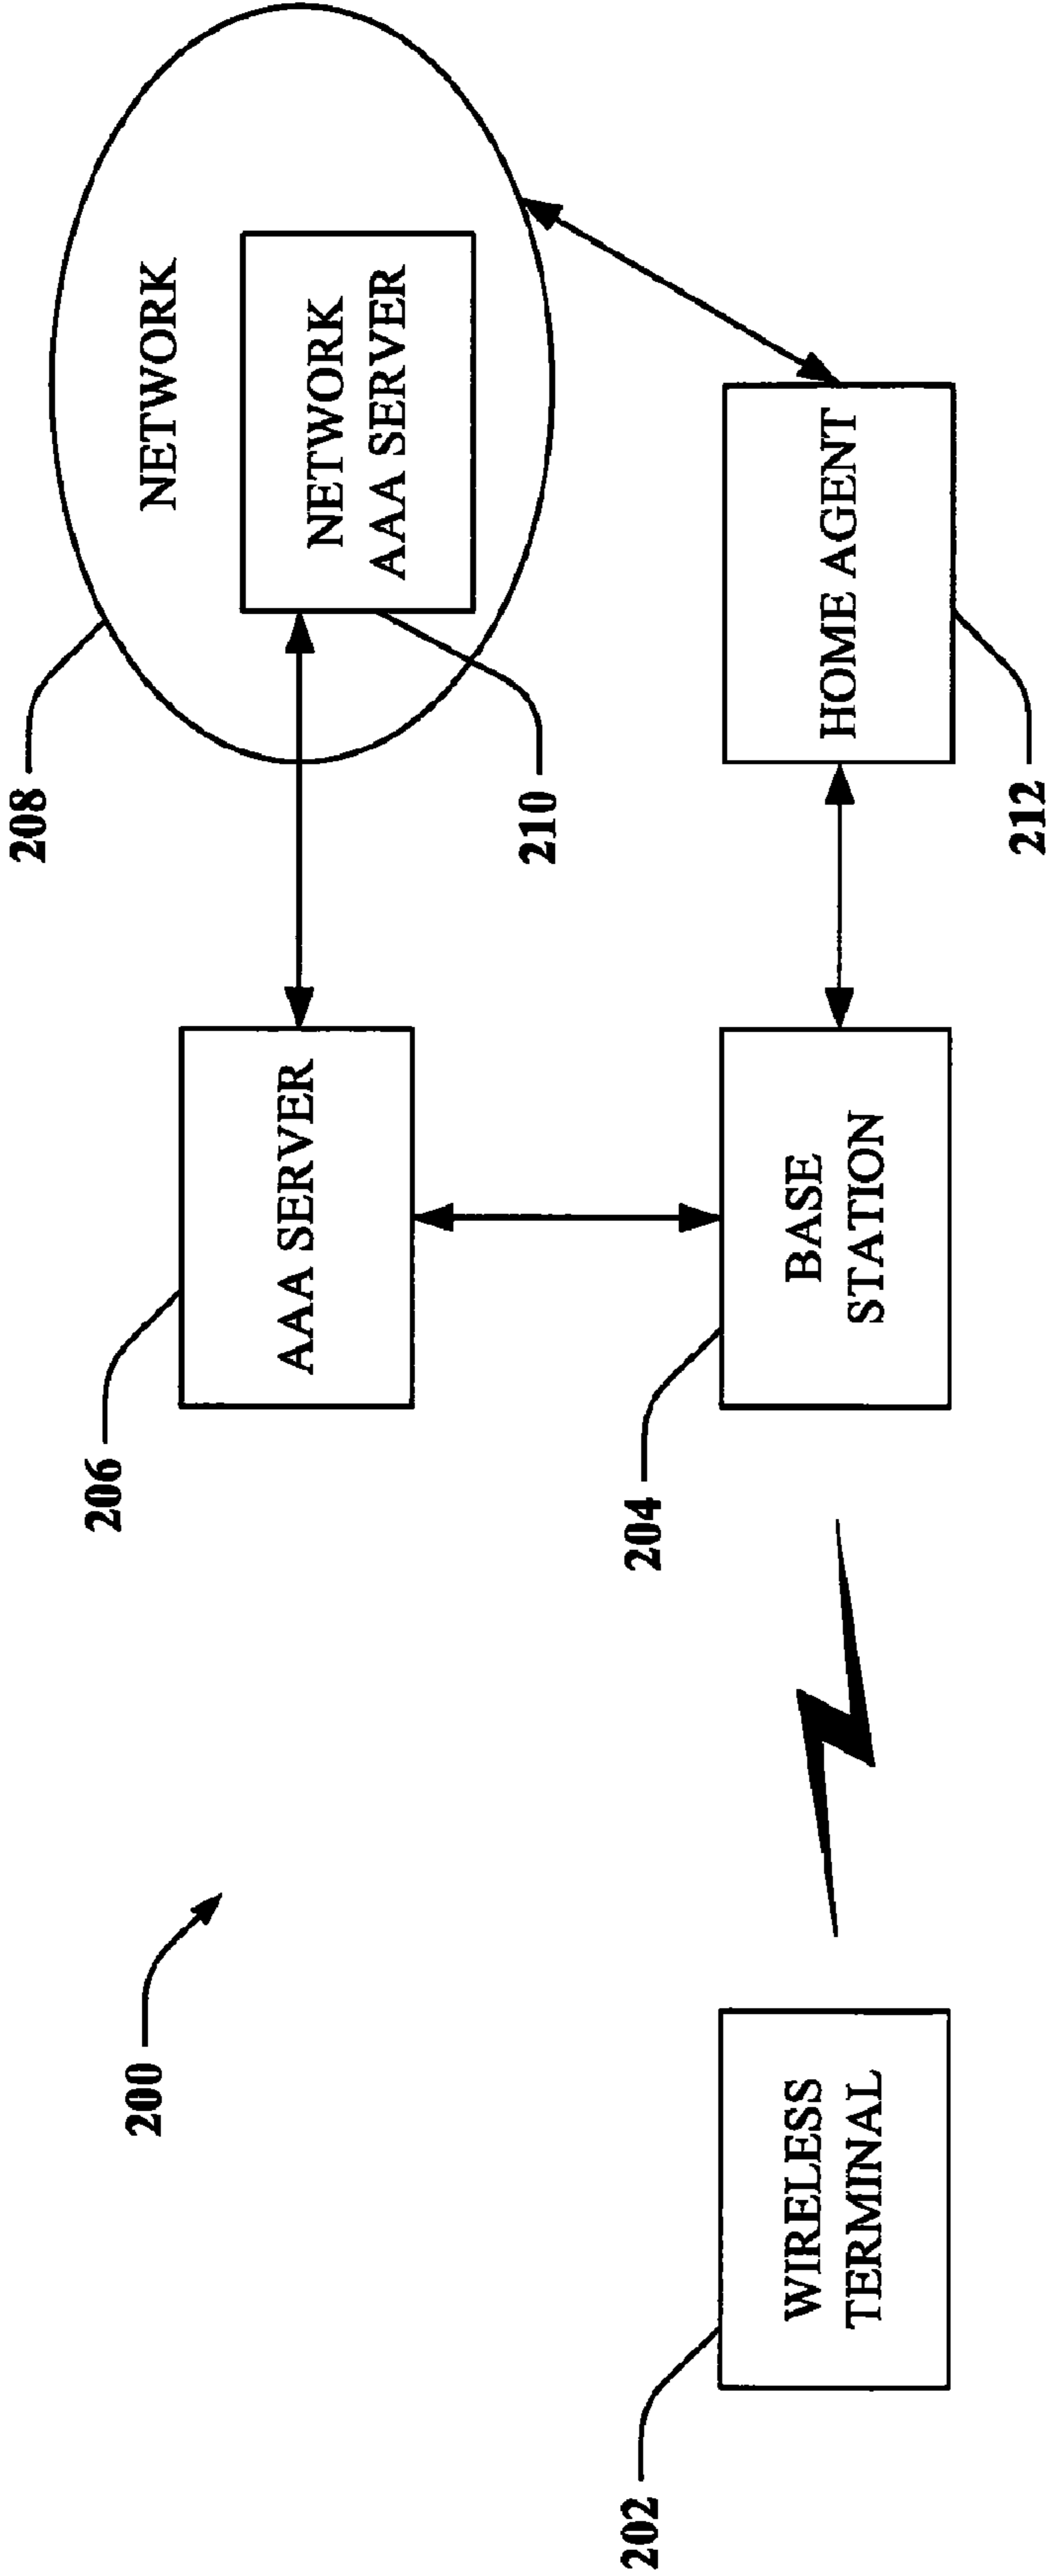 200
202
WIRELESS
TERMINAL
204
BASE
STATION
206
AAA SERVER
208
NETWORK
NETWORK
AAA SERVER
210
HOME AGENT
212